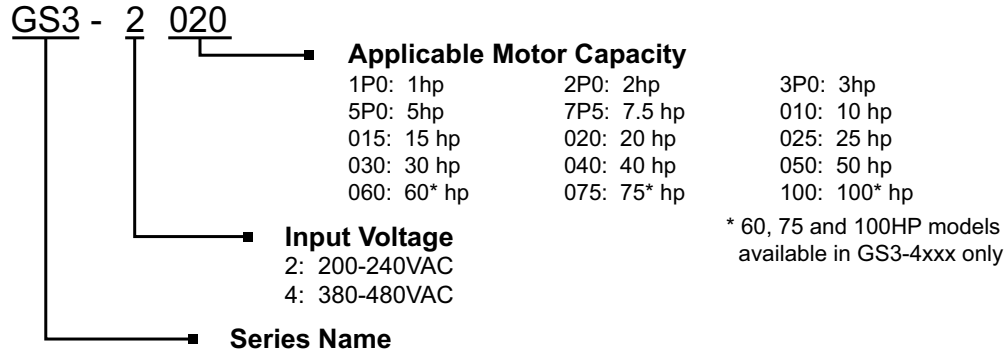 GS3 - 2 020
Applicable Motor Capacity
1P0: 1hp 2P0: 2hp 3P0: 3hp
5P0: 5hp 7P5: 7.5 hp 010: 10 hp
015: 15 hp 020: 20 hp 025: 25 hp
030: 30 hp 040: 40 hp 050: 50 hp
060: 60* hp 075: 75* hp 100: 100* hp
* 60, 75 and 100HP models
available in GS3-4xxx only
Input Voltage
2: 200-240VAC
4: 380-480VAC
Series Name